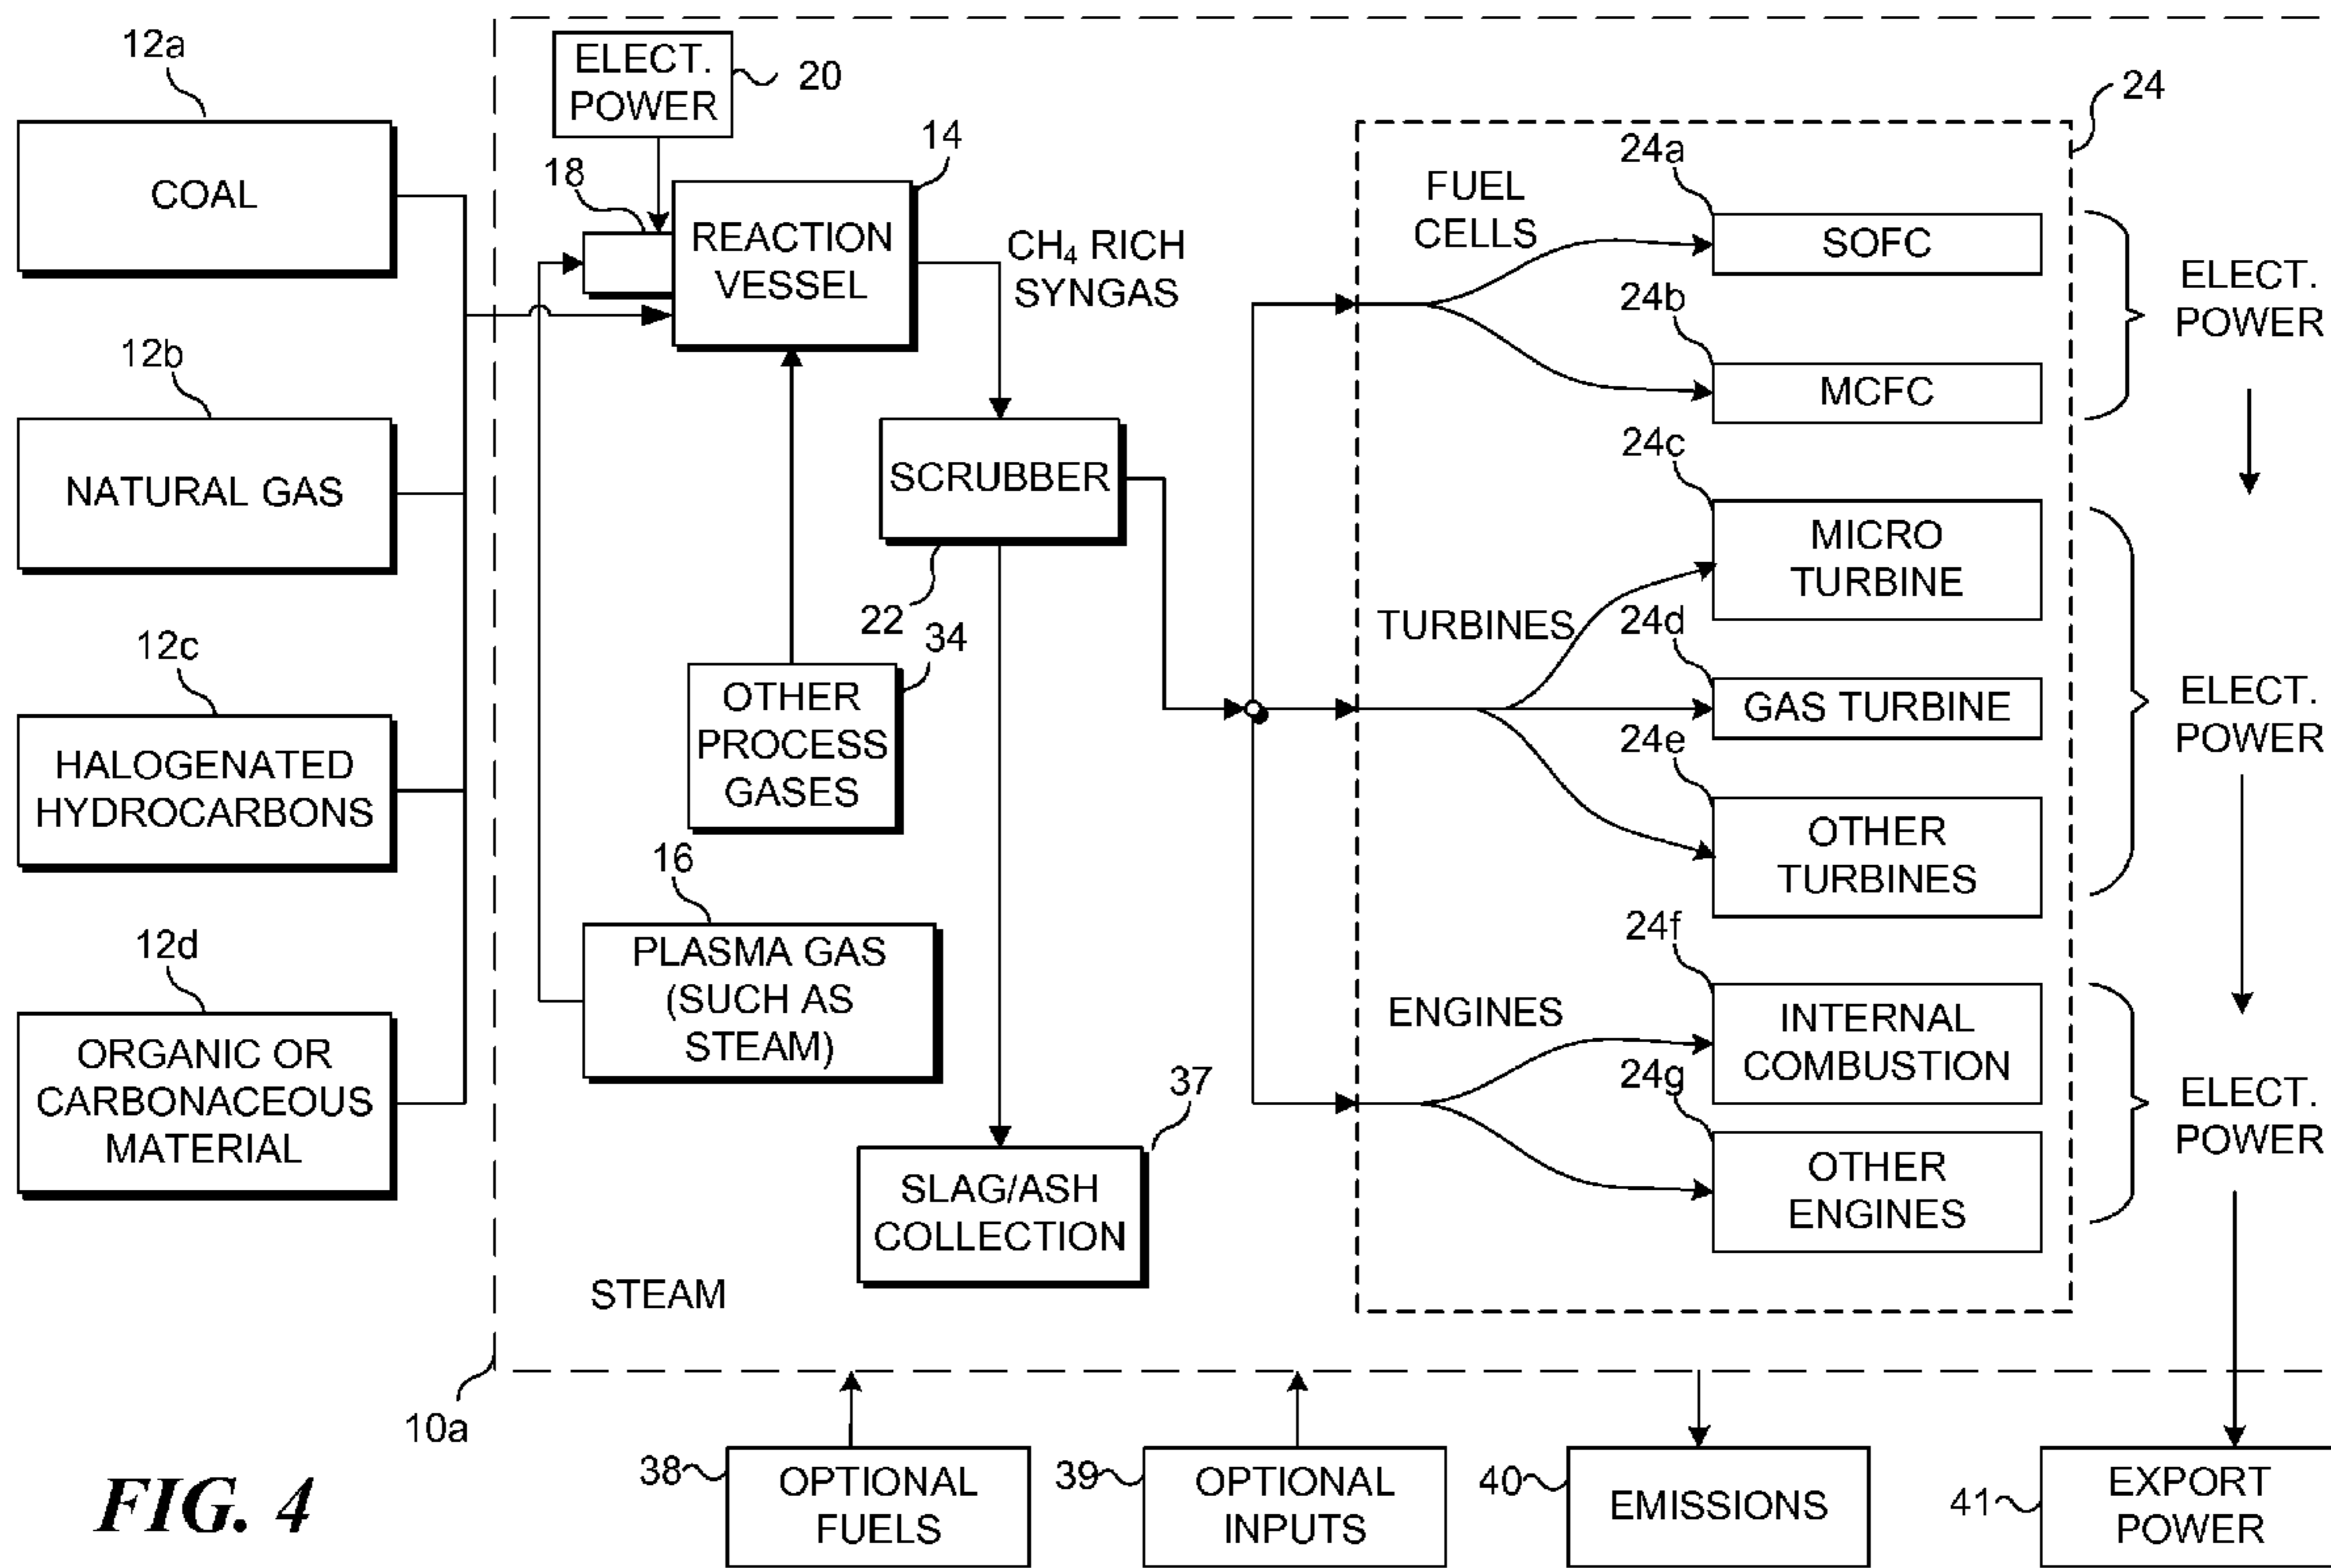 12a
COAL
12b
NATURAL GAS
12c
HALOGENATED
HYDROCARBONS
12d
ORGANIC OR
CARBONACEOUS
MATERIAL
10a
ELECT.
POWER
20
18
14
REACTION
VESSEL
CH₄ RICH
SYNGAS
SCRUBBER
22
34
OTHER
PROCESS
GASES
16
PLASMA GAS
(SUCH AS
STEAM)
37
SLAG/ASH
COLLECTION
STEAM
24
FUEL
CELLS
24a
SOFC
24b
MCFC
ELECT.
POWER
TURBINES
24c
MICRO
TURBINE
24d
GAS TURBINE
24e
OTHER
TURBINES
ELECT.
POWER
ENGINES
24f
INTERNAL
COMBUSTION
24g
OTHER
ENGINES
ELECT.
POWER
38
OPTIONAL
FUELS
39
OPTIONAL
INPUTS
40
EMISSIONS
41
EXPORT
POWER
FIG. 4